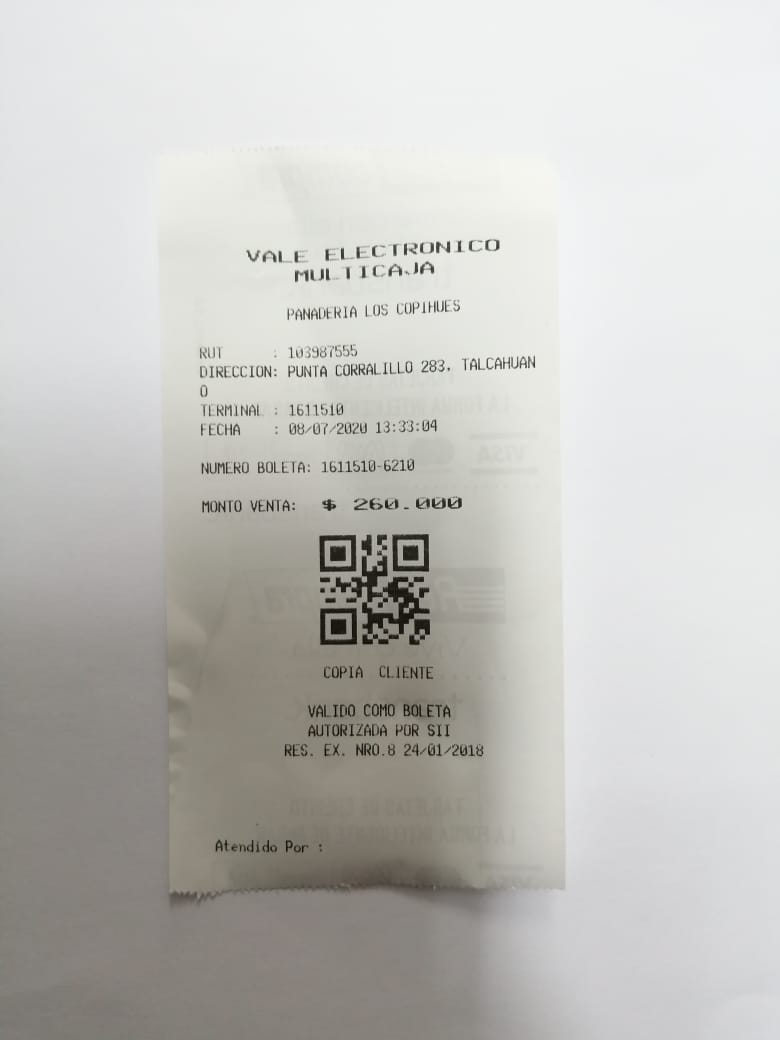 VALE ELECTRONICO
MULTICAJA
PANADERIA LOS COPIHUES
RUT : 103987555
DIRECCION: PUNTA CORRALILLO 283, TALCAHUAN
O
TERMINAL : 1611510
FECHA : 08/07/2020 13:33:04
NUMERO BOLETA: 1611510-6210
MONTO VENTA: $ 260.000
COPIA CLIENTE
VALIDO COMO BOLETA
AUTORIZADA POR SII
RES. EX. NRO.8 24/01/2018
Atendido Por :